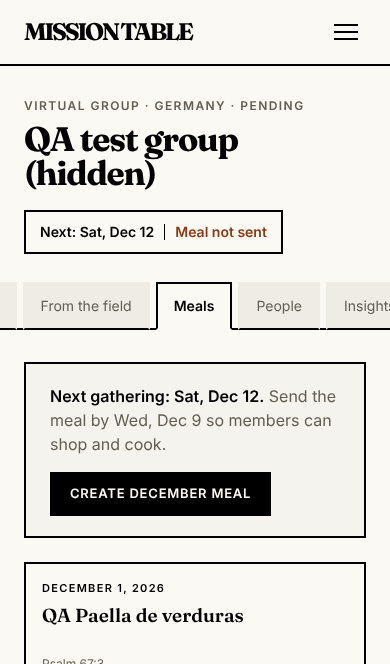 MISSION TABLE
VIRTUAL GROUP · GERMANY · PENDING
QA test group
(hidden)
Next: Sat, Dec 12 | Meal not sent
From the field Meals People Insights
Next gathering: Sat, Dec 12. Send the
meal by Wed, Dec 9 so members can
shop and cook.
CREATE DECEMBER MEAL
DECEMBER 1, 2026
QA Paella de verduras
Psalm 67:3